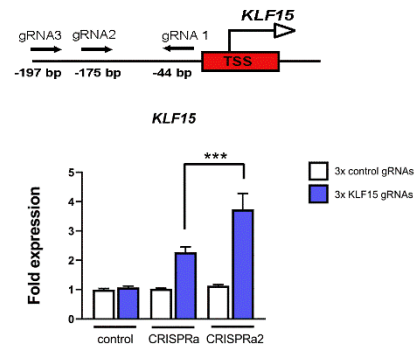 KLF15
gRNA3 gRNA2 gRNA 1
TSS
-197 bp -175 bp -44 bp
KLF15
***
3x control gRNAs
3x KLF15 gRNAs
Fold expression
5
4
3
2
1
0
control CRISPRa CRISPRa2